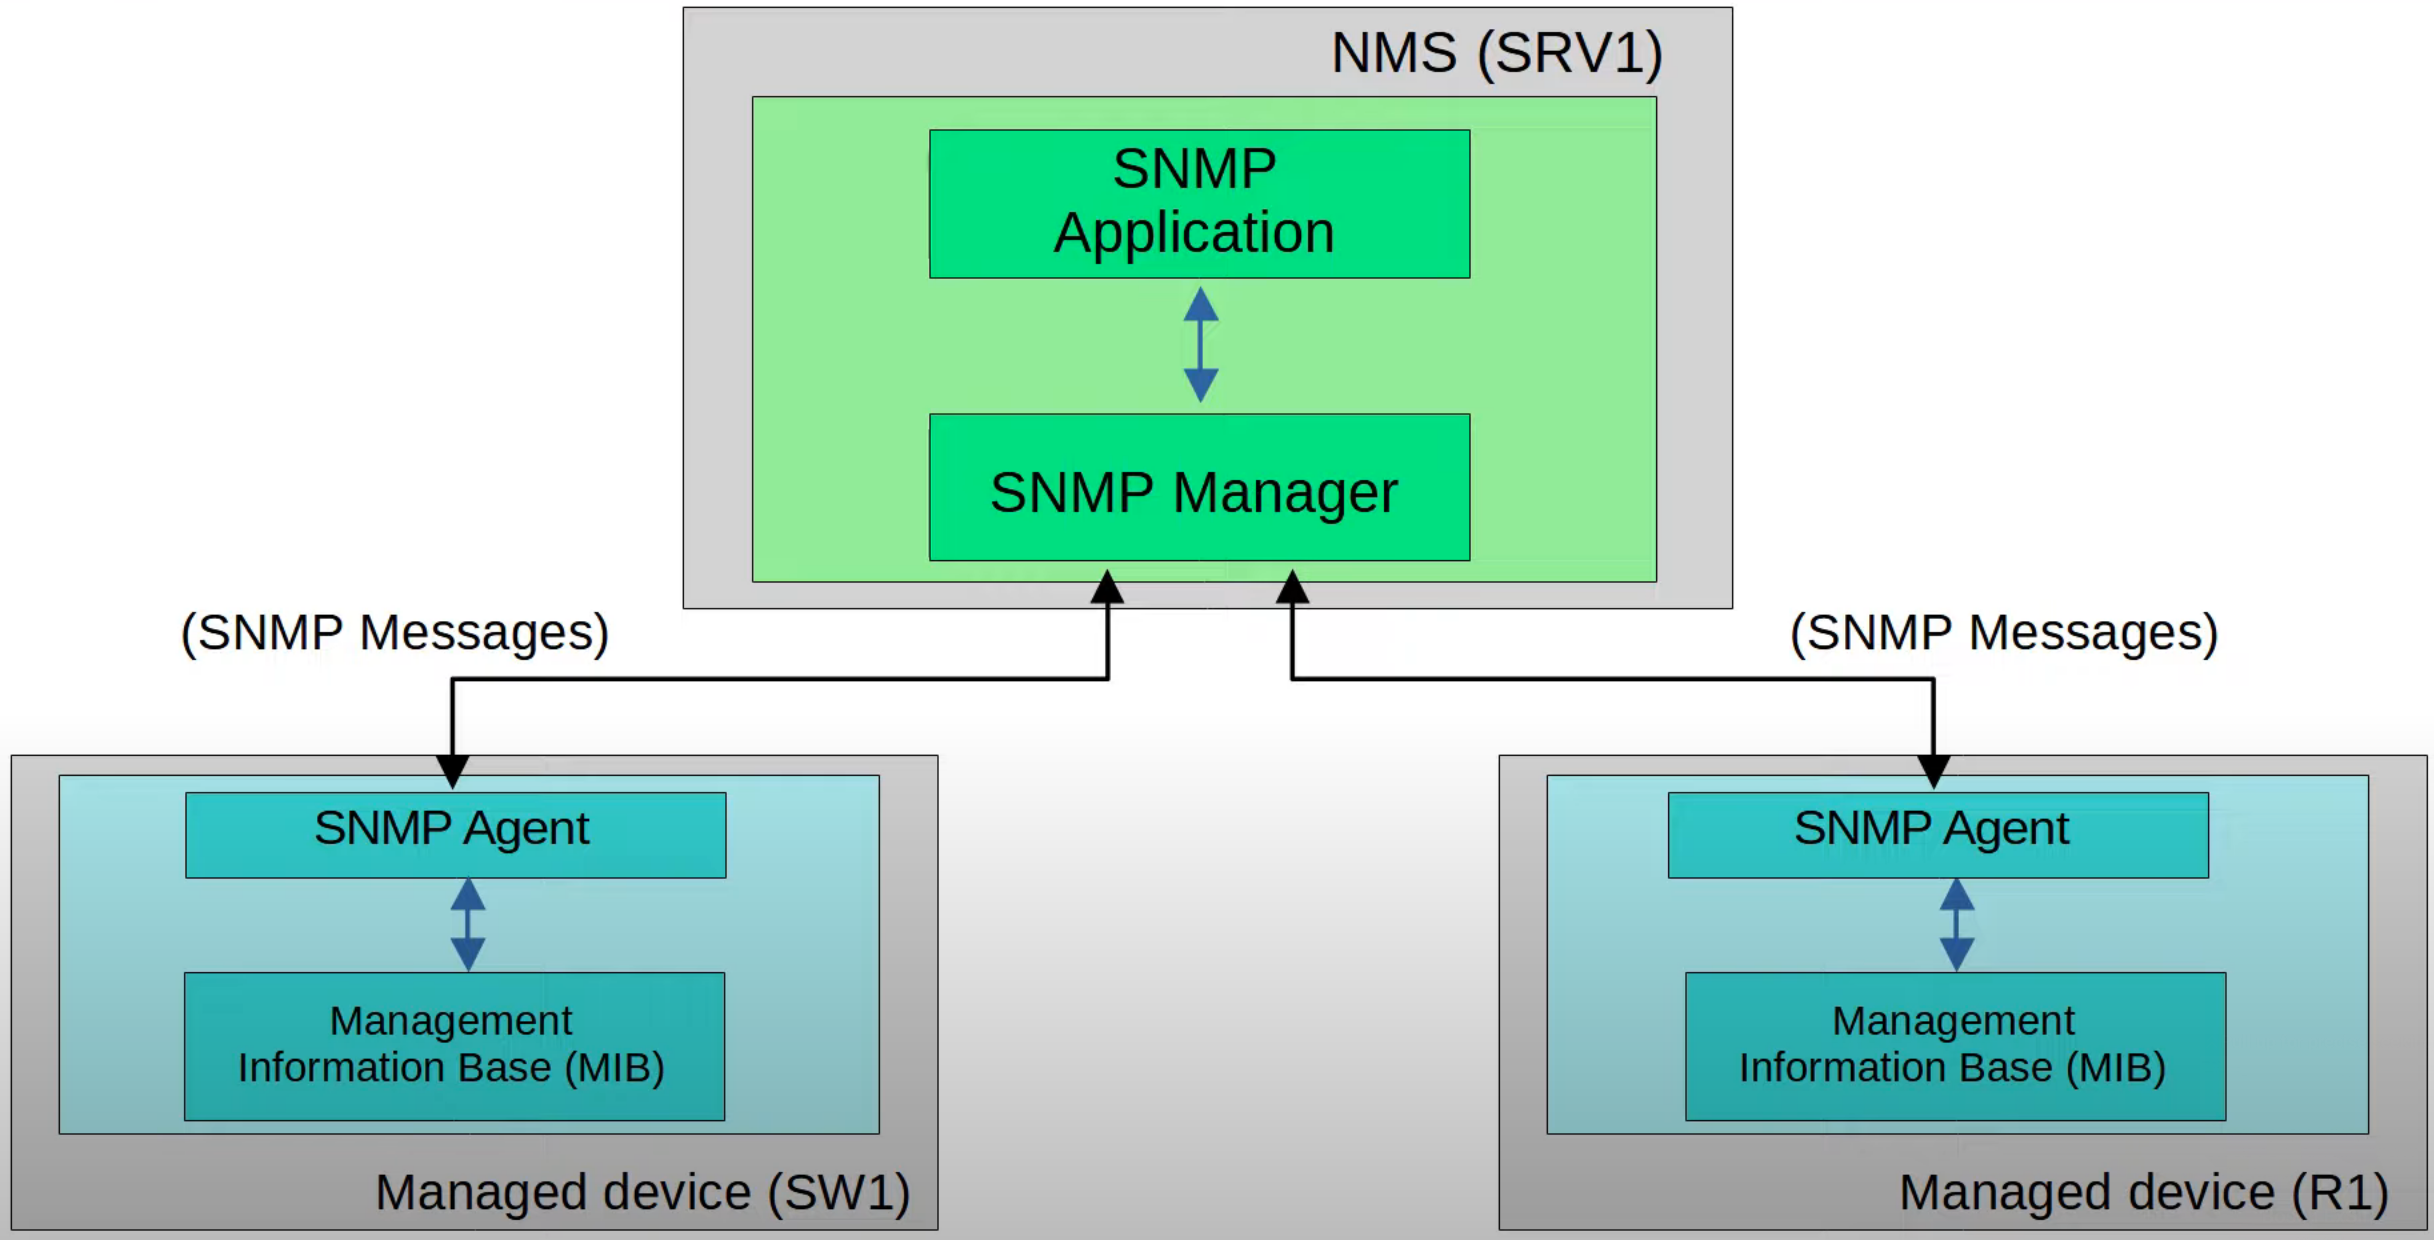 NMS (SRV1)
SNMP
Application
SNMP Manager
(SNMP Messages)
(SNMP Messages)
SNMP Agent
Management
Information Base (MIB)
Managed device (SW1)
SNMP Agent
Management
Information Base (MIB)
Managed device (R1)